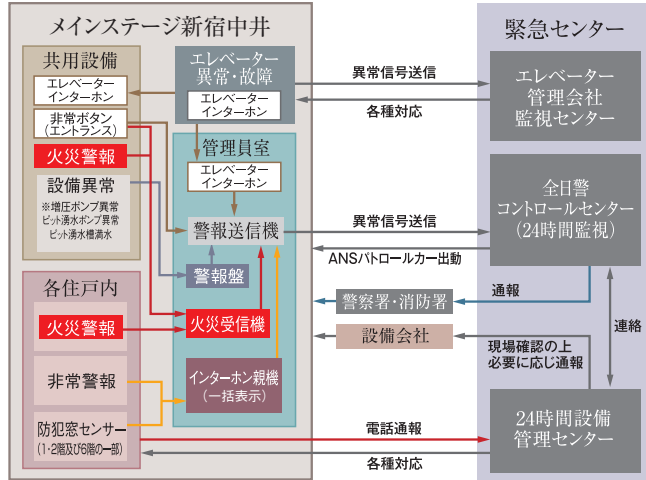 メインステージ新宿中井
共用設備
エレベーター
インターホン
非常ボタン
(エントランス)
火災警報
設備異常
※増圧ポンプ異常
ピット湧水ポンプ異常
ピット湧水槽満水
各住戸内
火災警報
非常警報
防犯窓センサー
(1・2階及び6階の一部)
エレベーター
異常・故障
エレベーター
インターホン
管理員室
エレベーター
インターホン
警報送信機
警報盤
火災受信機
インターホン親機
(一括表示)
異常信号送信
各種対応
異常信号送信
ANSパトロールカー出動
通報
警察署・消防署
設備会社
現場確認の上
必要に応じ通報
連絡
電話通報
各種対応
緊急センター
エレベーター
管理会社
監視センター
全日警
コントロールセンター
(24時間監視)
24時間設備
管理センター